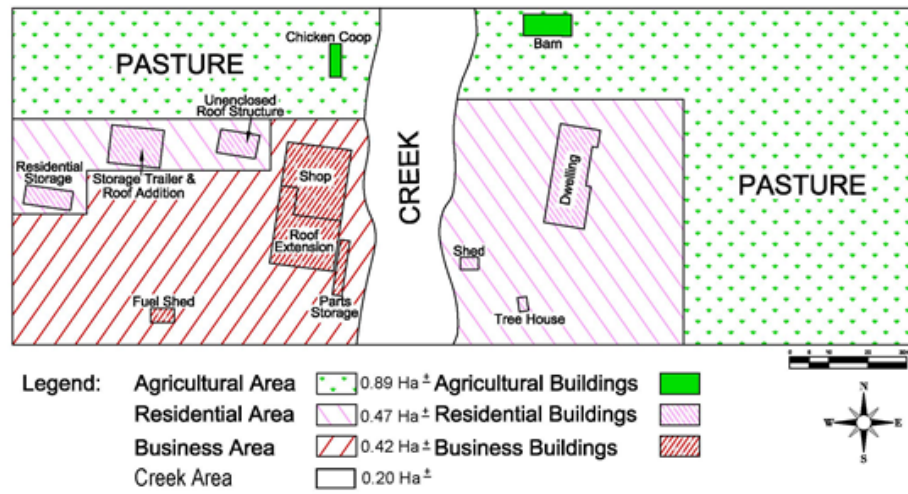 Chicken Coop
Barn
PASTURE
Unenclosed
Roof Structure
CREEK
Residential
Storage
Storage Trailer &
Roof Addition
Shop
Dwelling
PASTURE
Roof
Extension
Shed
Fuel Shed
Parts
Storage
Tree House
Legend:
Agricultural Area 0.89 Ha ± Agricultural Buildings
Residential Area 0.47 Ha ± Residential Buildings
Business Area 0.42 Ha ± Business Buildings
Creek Area 0.20 Ha ±
N
W E
S